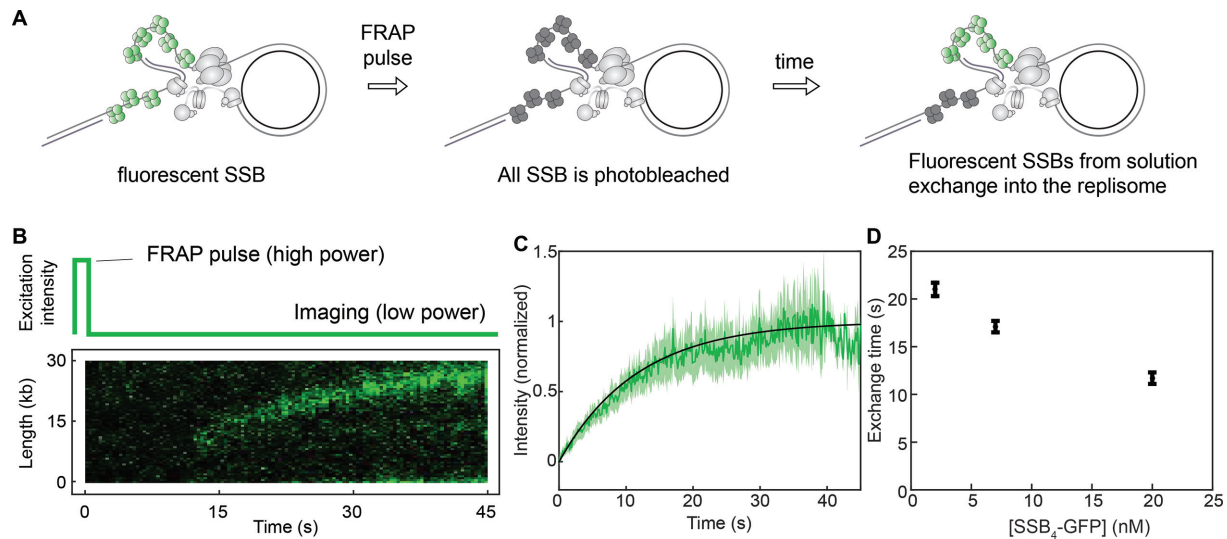 A
FRAP
pulse
time
fluorescent SSB
All SSB is photobleached
Fluorescent SSBs from solution
exchange into the replisome
B
Excitation
intensity
FRAP pulse (high power)
Imaging (low power)
Length (kb)
30
15
0
0
15
30
45
Time (s)
C
Intensity (normalized)
1.5
1
0.5
0
0
10
20
30
40
Time (s)
D
Exchange time (s)
25
20
15
10
5
0
0
5
10
15
20
25
[SSB₄-GFP] (nM)